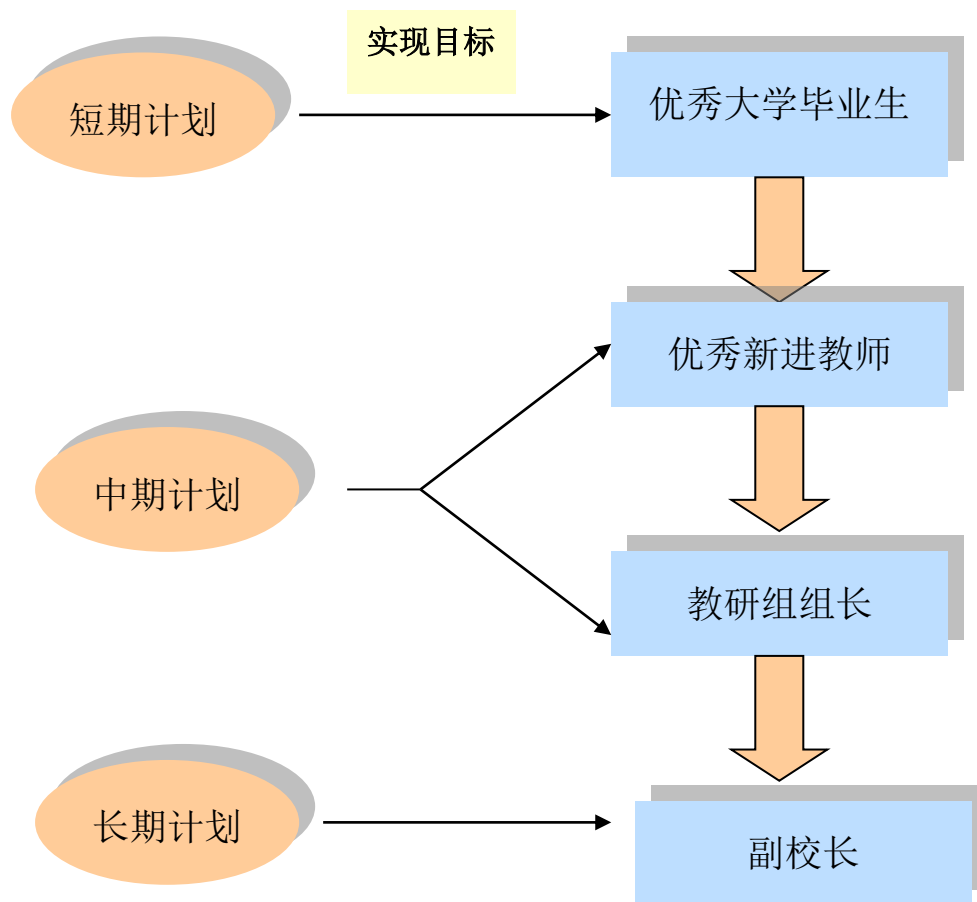 实现目标
短期计划
优秀大学毕业生
优秀新进教师
中期计划
教研组组长
长期计划
副校长